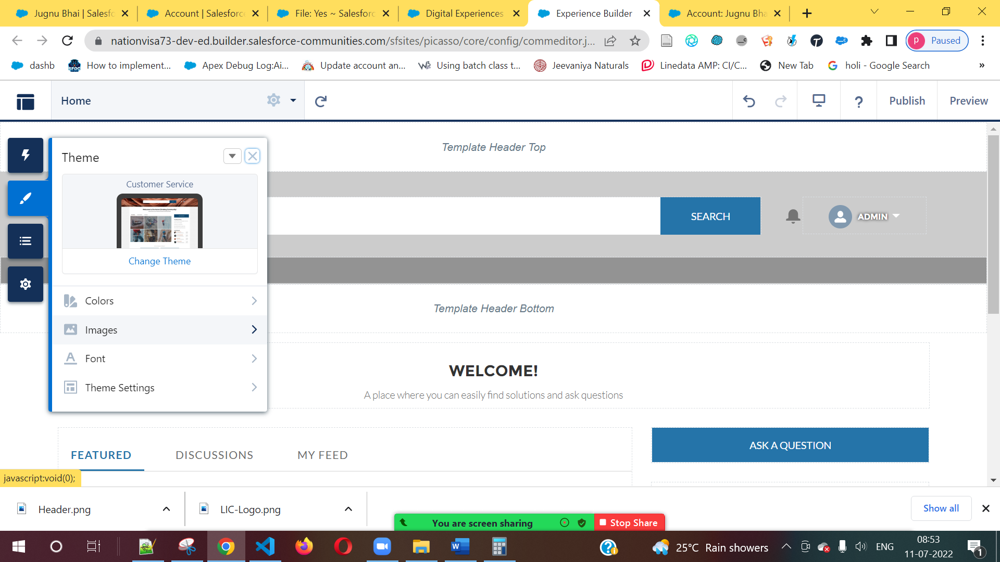 Jugnu Bhai | Salesfo
Account | Salesforce
File: Yes ~ Salesforc
Digital Experiences
Experience Builder
Account: Jugnu Bha
nationvisa73-dev-ed.builder.salesforce-communities.com/sfsites/picasso/core/config/commeditor.j...
P Paused
dashb
How to implement...
Apex Debug Log:Ai...
Update account an...
Using batch class t...
Jeevaniya Naturals
Linedata AMP: CI/C...
New Tab
holi - Google Search
»
Home
?
Publish
Preview
Template Header Top
Theme
Customer Service
Change Theme
SEARCH
ADMIN
Colors
Images
Font
Theme Settings
Template Header Bottom
WELCOME!
A place where you can easily find solutions and ask questions
FEATURED
DISCUSSIONS
MY FEED
ASK A QUESTION
javascript:void(0);
Header.png
LIC-Logo.png
Show all
You are screen sharing
Stop Share
25°C Rain showers
ENG
08:53
11-07-2022
1